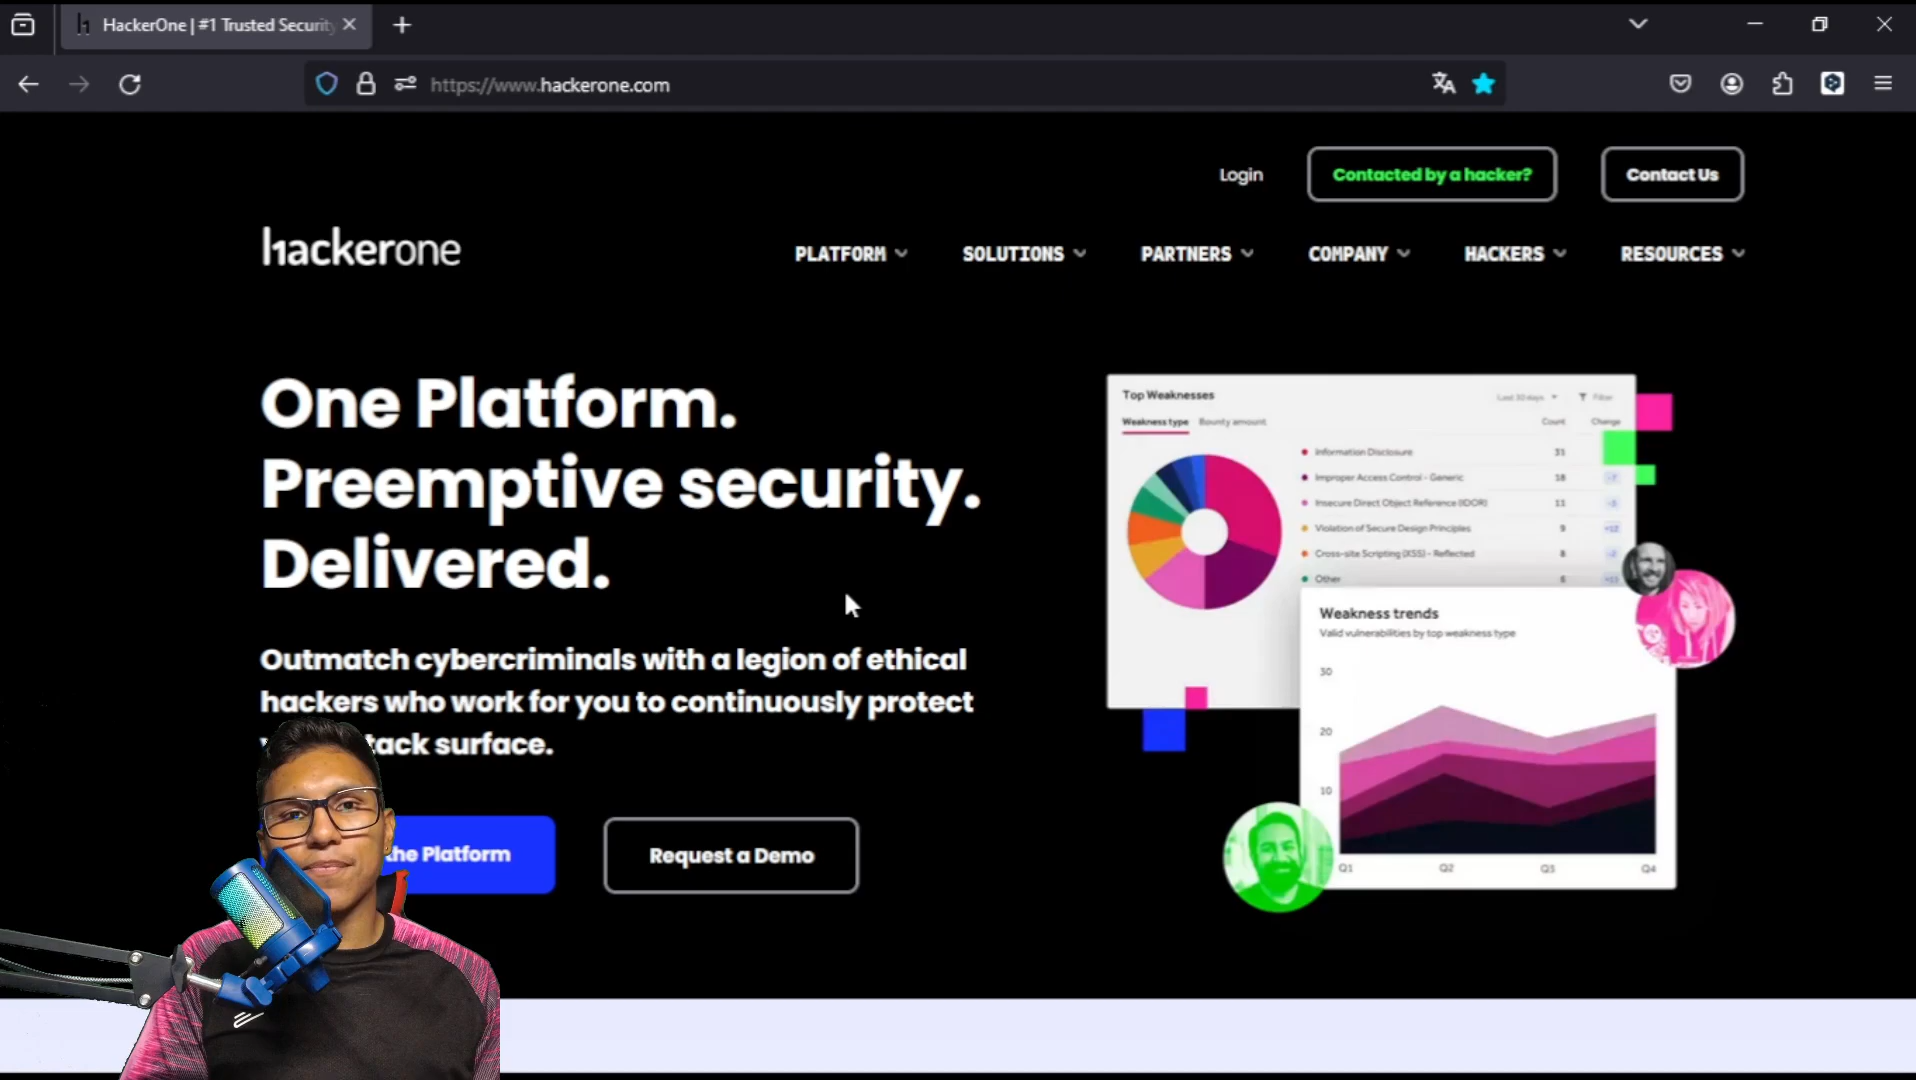 HackerOne | #1 Trusted Securit
https://www.hackerone.com
Login
Contacted by a hacker?
Contact Us
hackerone
PLATFORM
SOLUTIONS
PARTNERS
COMPANY
HACKERS
RESOURCES
One Platform.
Preemptive security.
Delivered.
Outmatch cybercriminals with a legion of ethical
hackers who work for you to continuously protect
tack surface.
the Platform
Request a Demo
Top Weaknesses
Last 30 days
Filter
Weakness type
Bounty amount
Count
Change
Information Disclosure 31
Improper Access Control - Generic 18 -7
Insecure Direct Object Reference (IDOR) 11
Violation of Secure Design Principles 9 +12
Cross-site Scripting (XSS) - Reflected 8 -2
Other 6
Weakness trends
Valid vulnerabilities by top weakness type
30
20
10
Q1 Q2 Q3 Q4